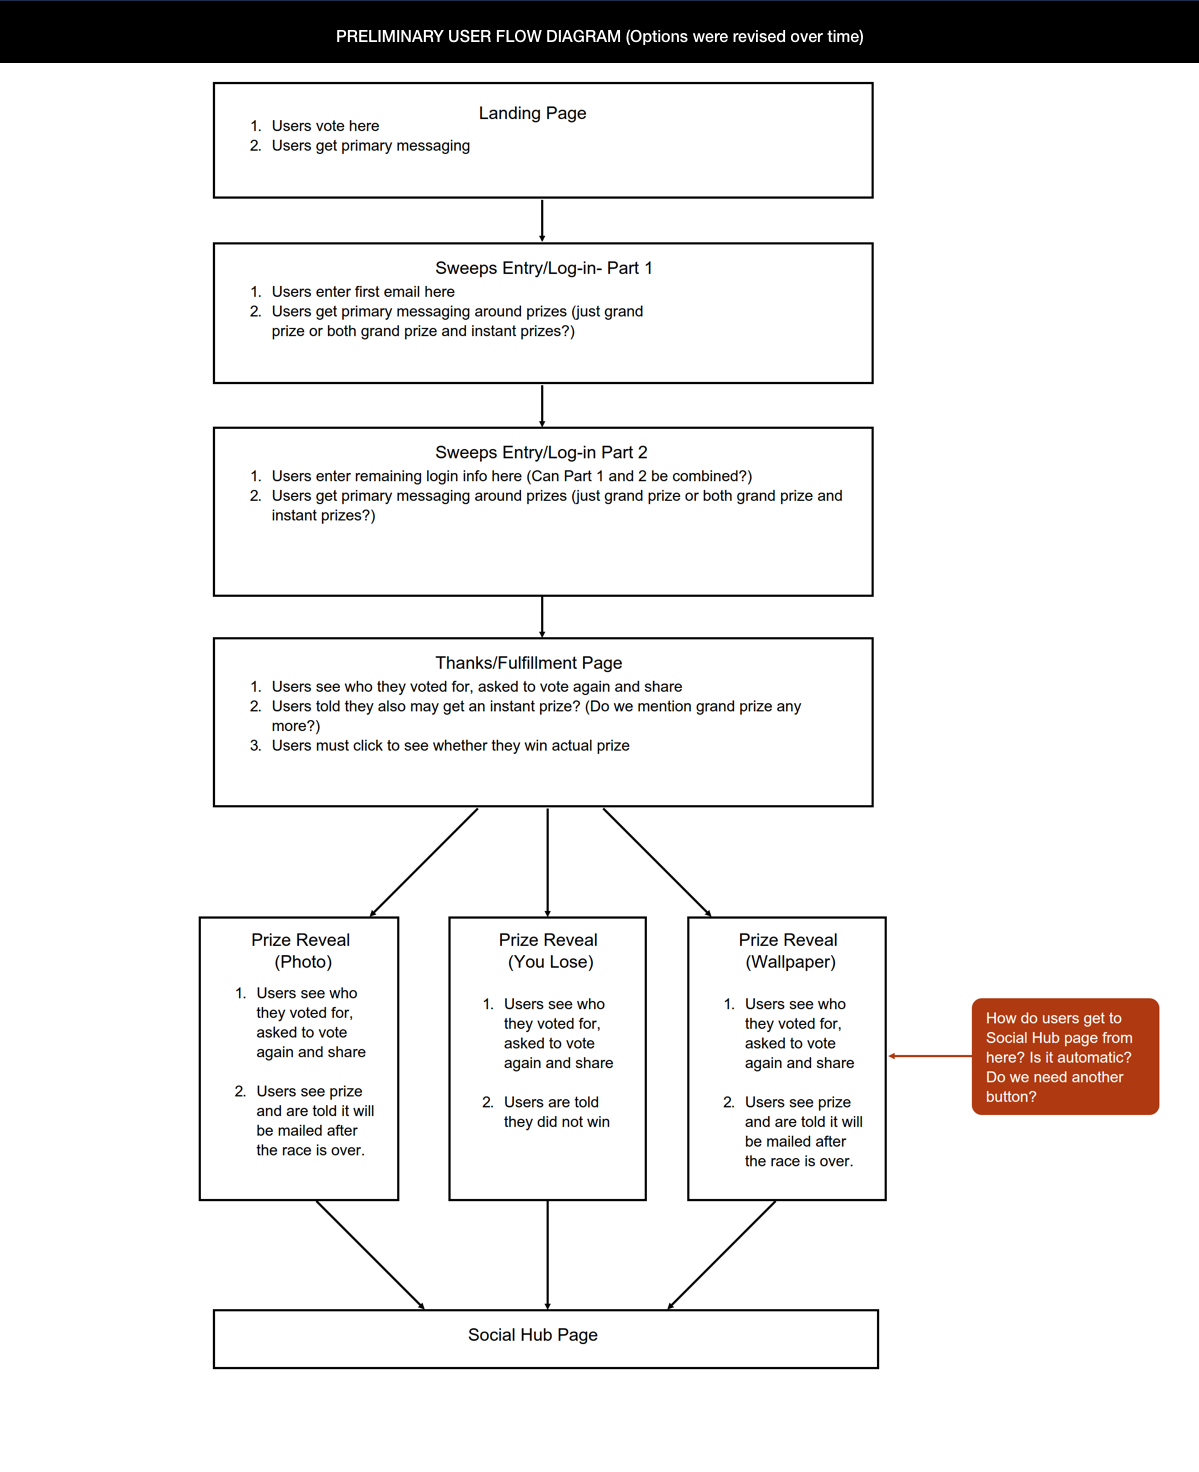 PRELIMINARY USER FLOW DIAGRAM (Options were revised over time)
Landing Page
1. Users vote here
2. Users get primary messaging
Sweeps Entry/Log-in- Part 1
1. Users enter first email here
2. Users get primary messaging around prizes (just grand
prize or both grand prize and instant prizes?)
Sweeps Entry/Log-in Part 2
1. Users enter remaining login info here (Can Part 1 and 2 be combined?)
2. Users get primary messaging around prizes (just grand prize or both grand prize and
instant prizes?)
Thanks/Fulfillment Page
1. Users see who they voted for, asked to vote again and share
2. Users told they also may get an instant prize? (Do we mention grand prize any
more?)
3. Users must click to see whether they win actual prize
Prize Reveal
(Photo)
1. Users see who
they voted for,
asked to vote
again and share
2. Users see prize
and are told it will
be mailed after
the race is over.
Prize Reveal
(You Lose)
1. Users see who
they voted for,
asked to vote
again and share
2. Users are told
they did not win
Prize Reveal
(Wallpaper)
1. Users see who
they voted for,
asked to vote
again and share
2. Users see prize
and are told it will
be mailed after
the race is over.
How do users get to
Social Hub page from
here? Is it automatic?
Do we need another
button?
Social Hub Page